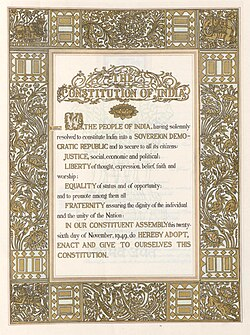 THE
CONSTITUTION OF INDIA
WE, THE PEOPLE OF INDIA, having solemnly
resolved to constitute India into a SOVEREIGN DEMO-
CRATIC REPUBLIC and to secure to all its citizens:
JUSTICE, social, economic and political;
LIBERTY of thought, expression, belief, faith and
worship;
EQUALITY of status and of opportunity;
and to promote among them all
FRATERNITY assuring the dignity of the individual
and the unity of the Nation;
IN OUR CONSTITUENT ASSEMBLY this twenty-
sixth day of November, 1949, do HEREBY ADOPT,
ENACT AND GIVE TO OURSELVES THIS
CONSTITUTION.